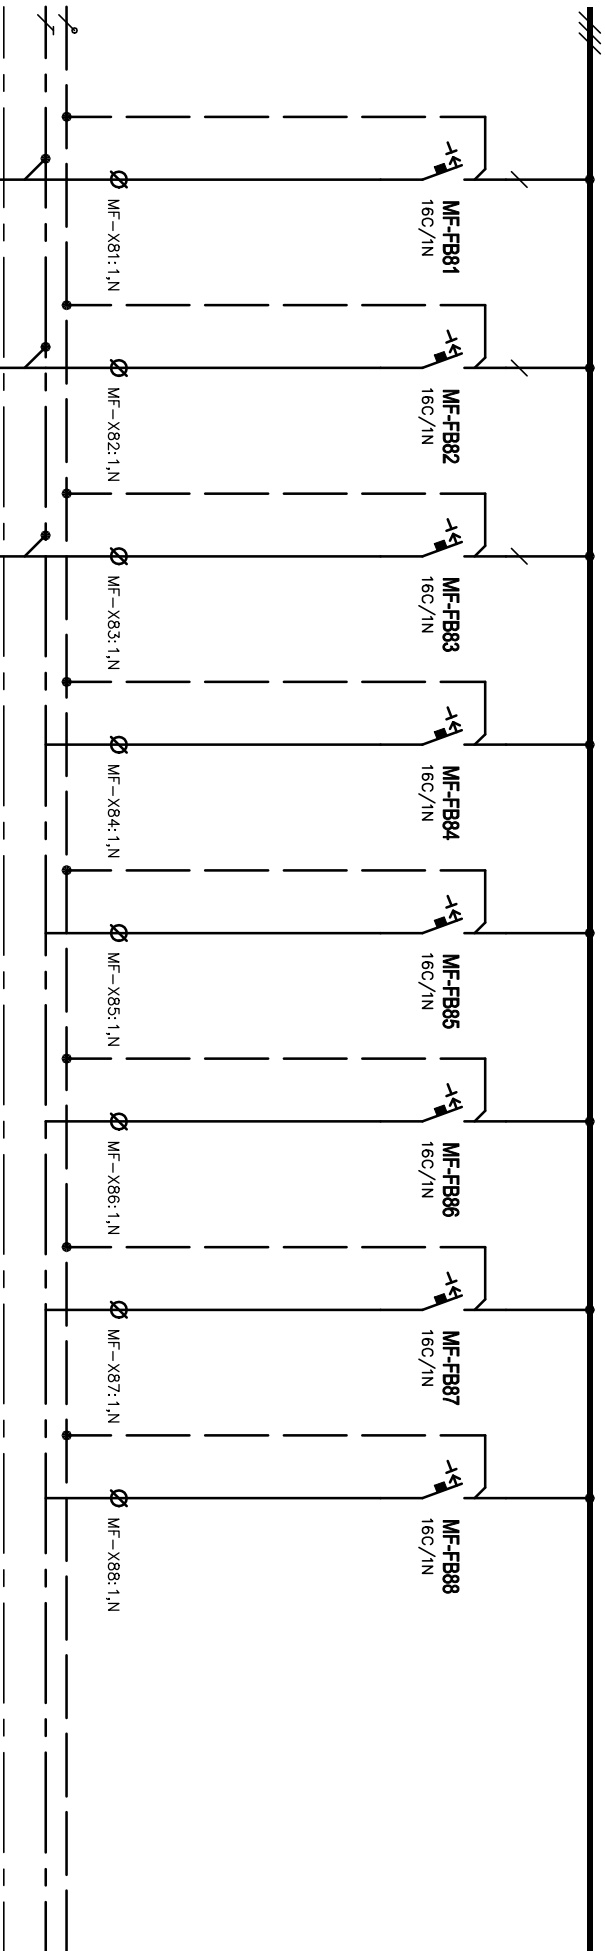 MF-FB81
16C/1N
MF-X81:1,N
MF-FB82
16C/1N
MF-X82:1,N
MF-FB83
16C/1N
MF-X83:1,N
MF-FB84
16C/1N
MF-X84:1,N
MF-FB85
16C/1N
MF-X85:1,N
MF-FB86
16C/1N
MF-X86:1,N
MF-FB87
16C/1N
MF-X87:1,N
MF-FB88
16C/1N
MF-X88:1,N